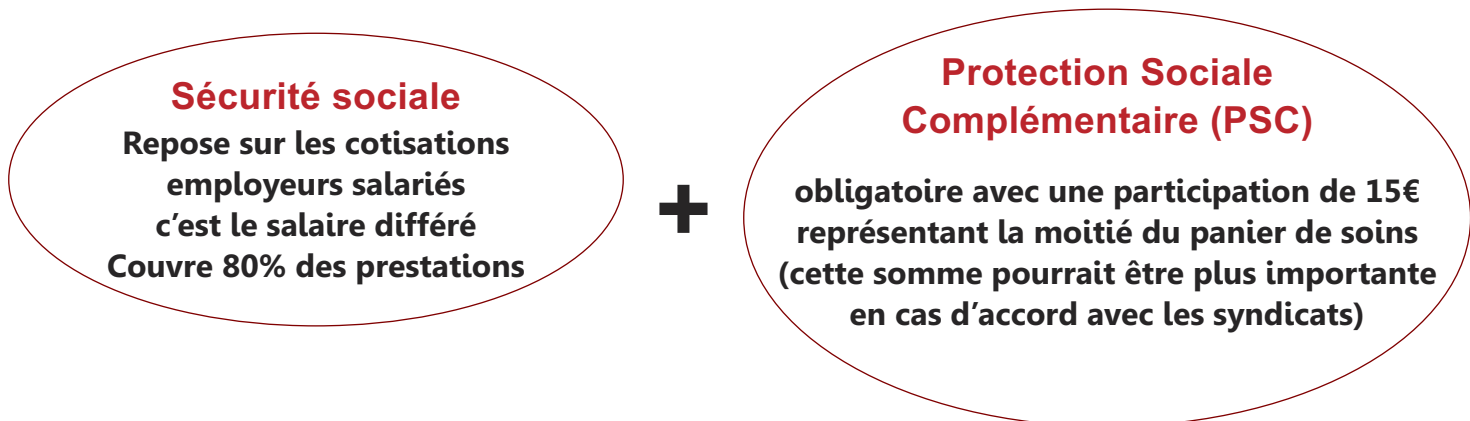 Sécurité sociale
Repose sur les cotisations
employeurs salariés
c'est le salaire différé
Couvre 80% des prestations
+
Protection Sociale
Complémentaire (PSC)
obligatoire avec une participation de 15€
représentant la moitié du panier de soins
(cette somme pourrait être plus importante
en cas d'accord avec les syndicats)